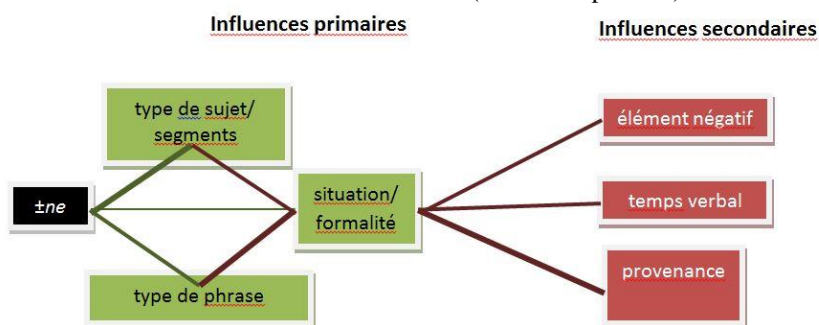 Influences primaires
Influences secondaires
type de sujet/
segments
élément négatif
±ne
situation/
formalité
temps verbal
provenance
type de phrase